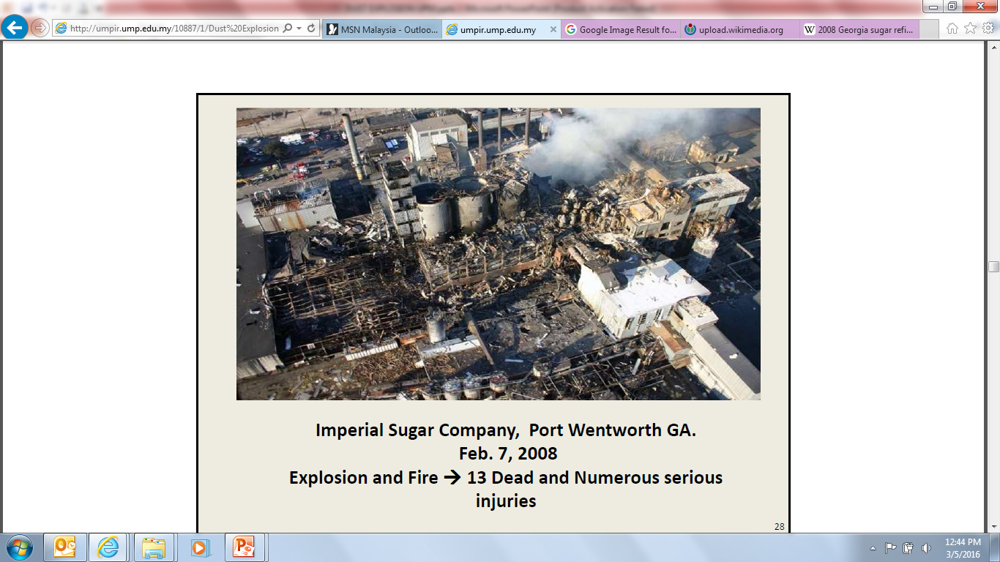 http://umpir.ump.edu.my/10887/1/Dust%20Explosion
MSN Malaysia - Outloo...
umpir.ump.edu.my
Google Image Result fo...
upload.wikimedia.org
W 2008 Georgia sugar refi...
Imperial Sugar Company, Port Wentworth GA.
Feb. 7, 2008
Explosion and Fire → 13 Dead and Numerous serious
injuries
28
12:44 PM
3/5/2016